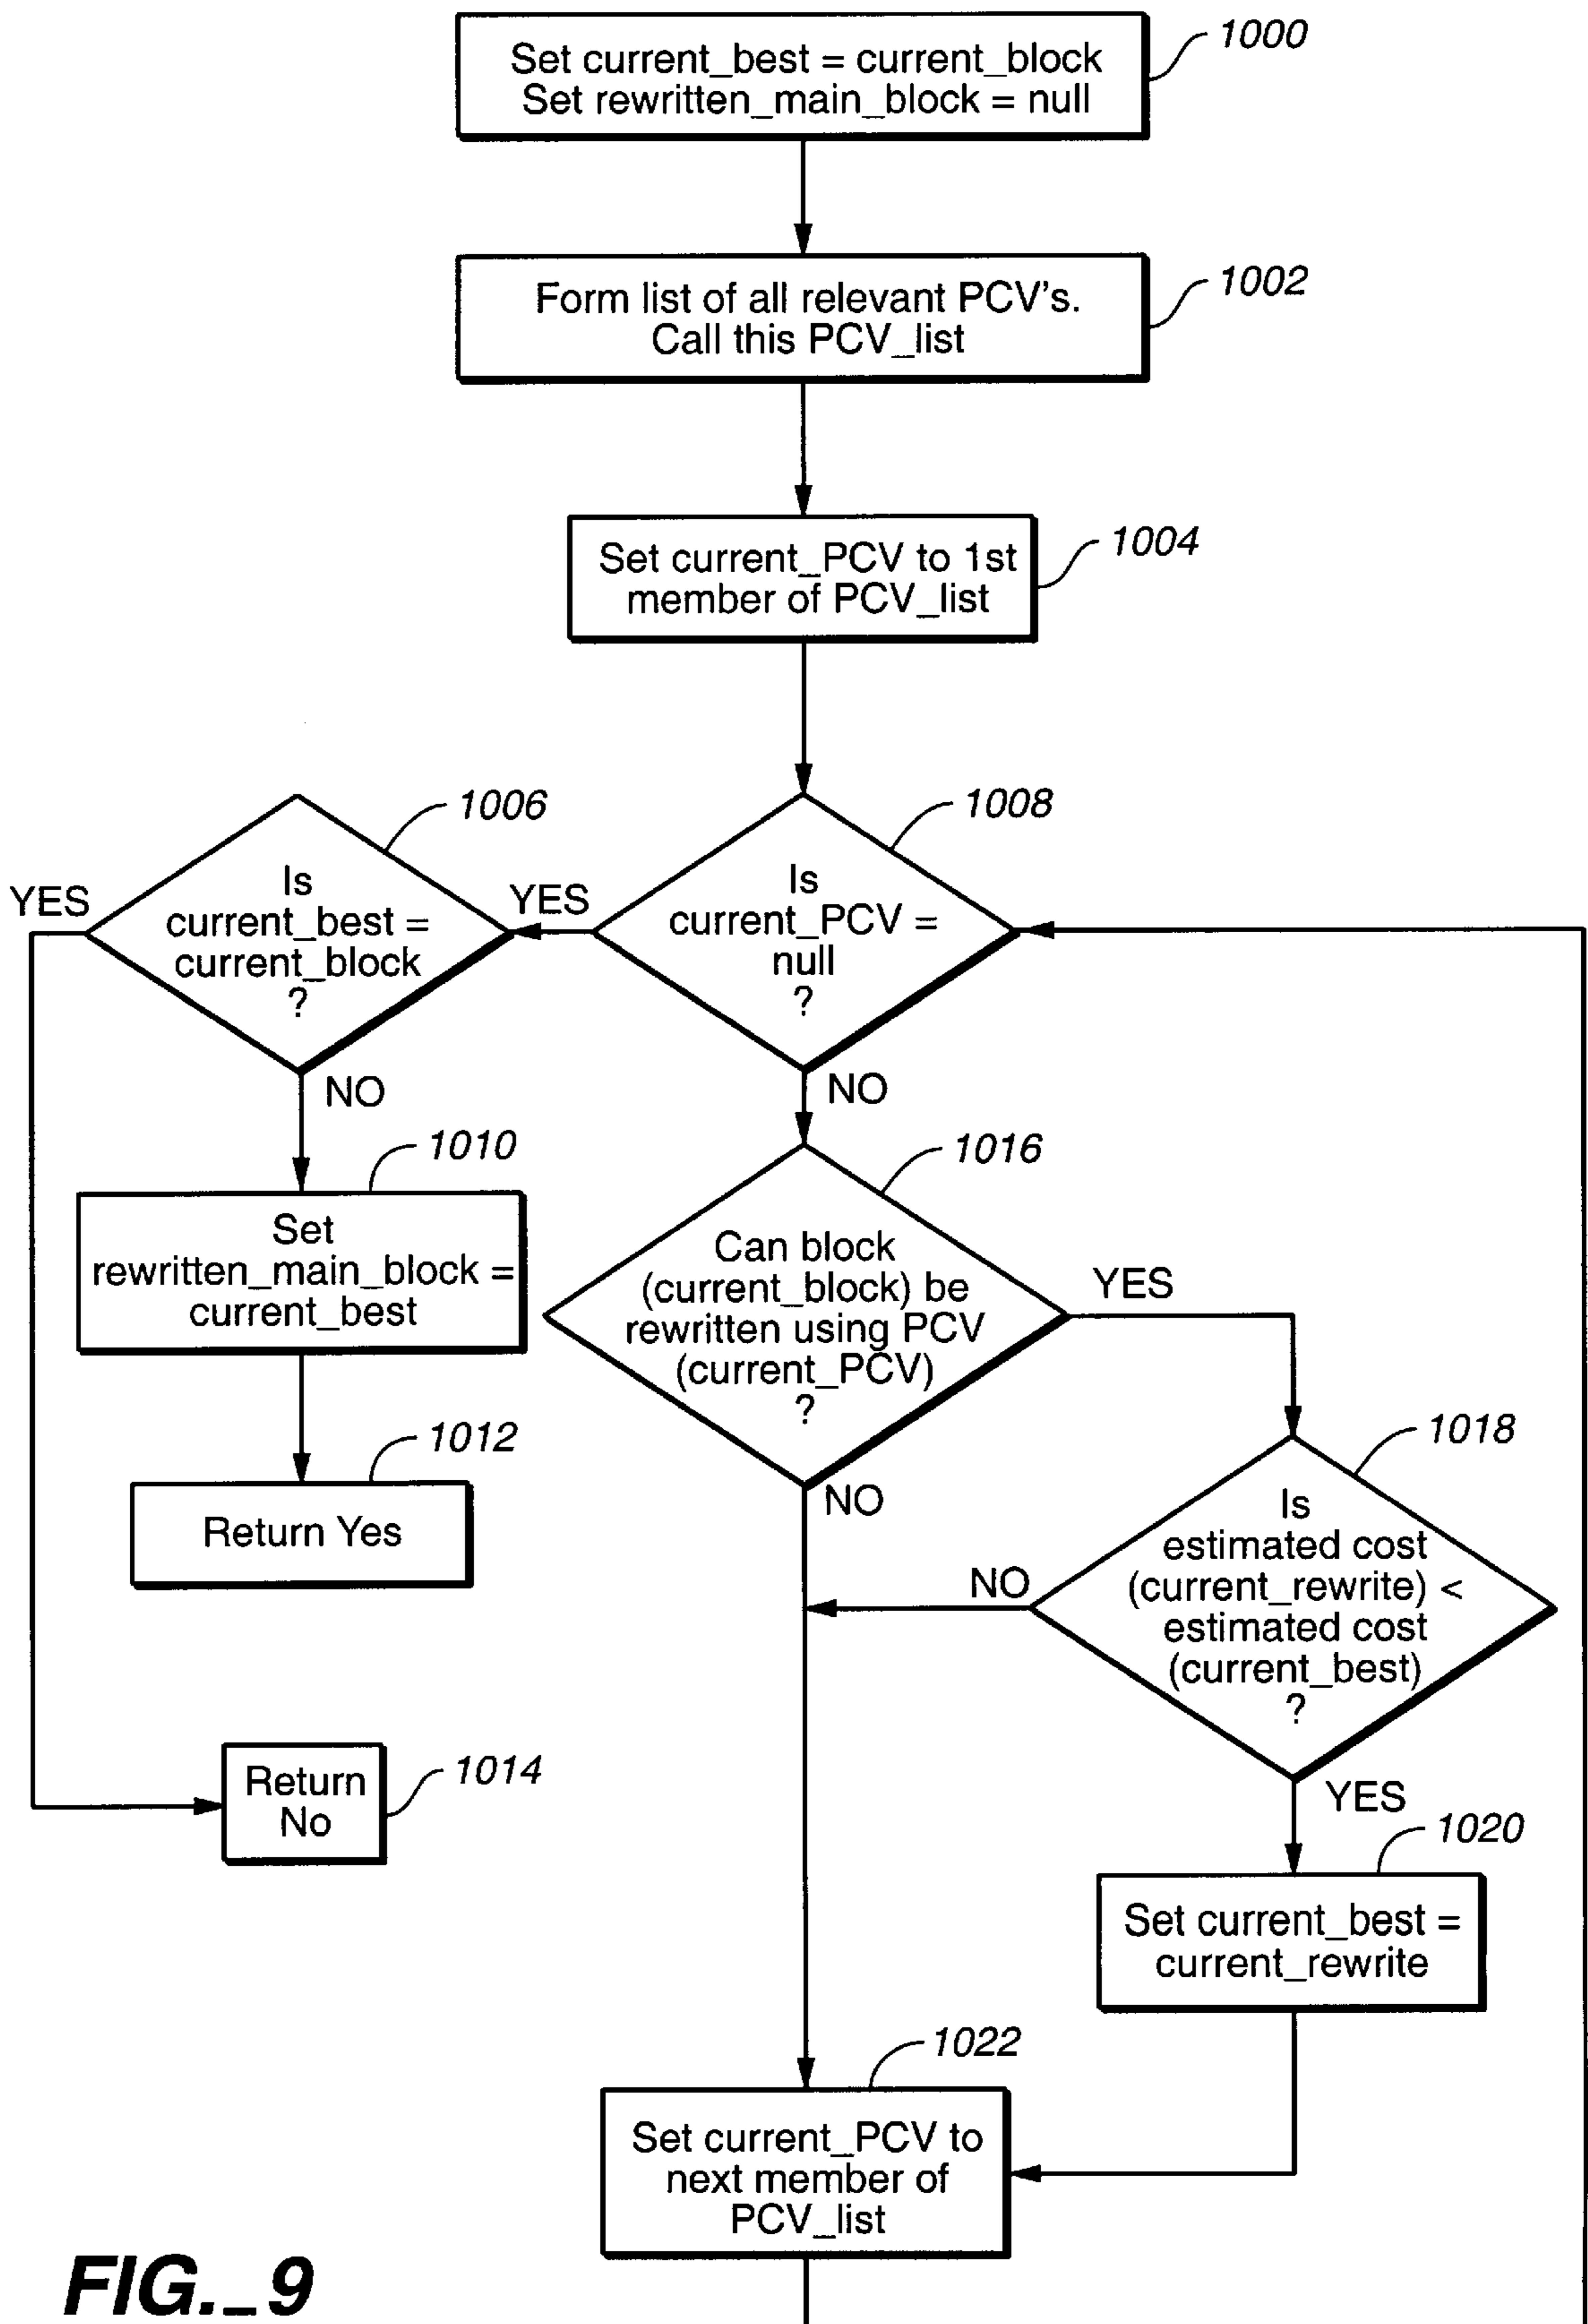 Set current_best = current_block
Set rewritten_main_block = null
1000
Form list of all relevant PCV's.
Call this PCV_list
1002
Set current_PCV to 1st
member of PCV_list
1004
1006
Is
current_best =
current_block
?
YES
NO
1008
Is
current_PCV =
null
?
YES
NO
1010
Set
rewritten_main_block =
current_best
1012
Return Yes
1014
Return
No
1016
Can block
(current_block) be
rewritten using PCV
(current_PCV)
?
YES
NO
1018
Is
estimated cost
(current_rewrite) <
estimated cost
(current_best)
?
NO
YES
1020
Set current_best =
current_rewrite
1022
Set current_PCV to
next member of
PCV_list
FIG._9